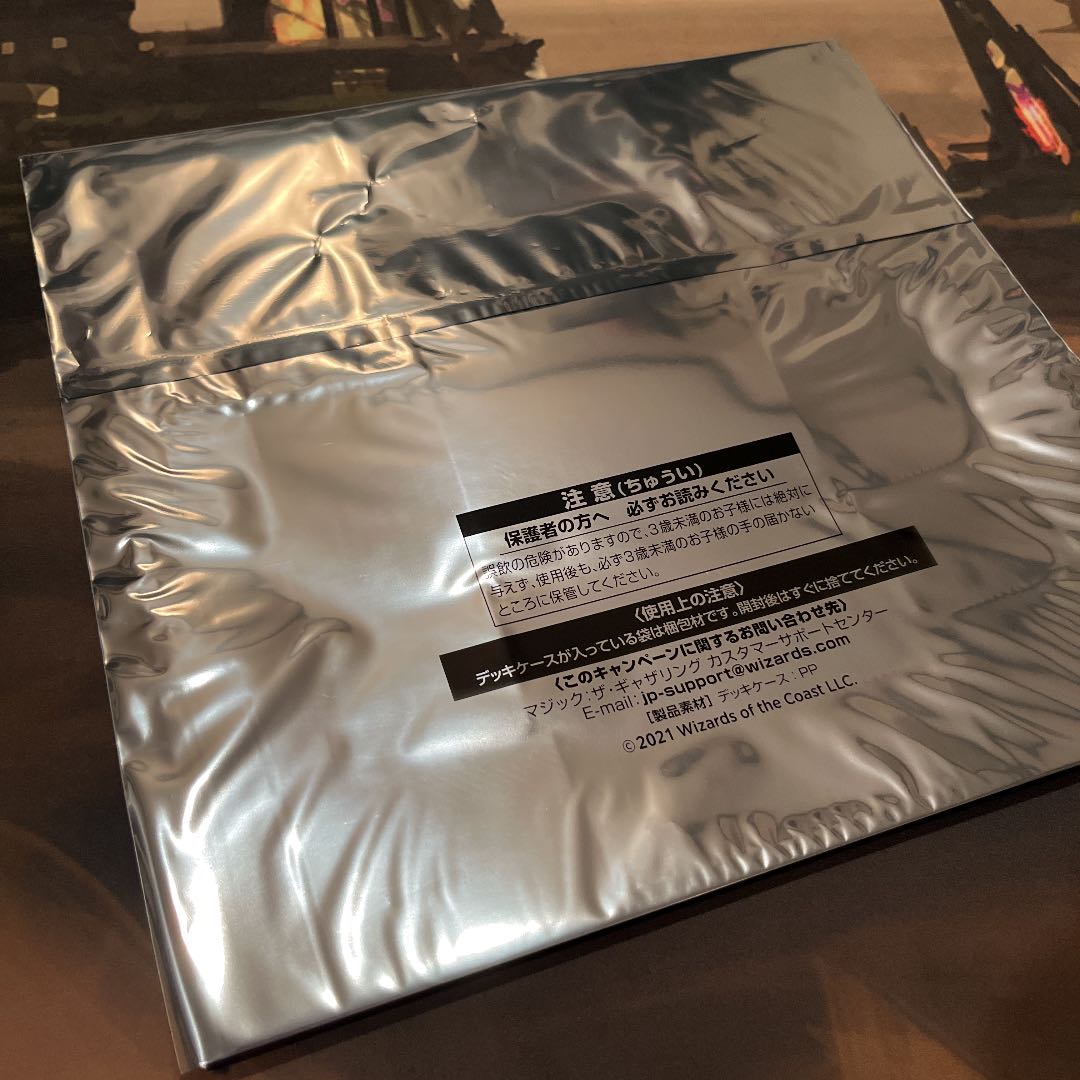 注意(ちゅうい)
保護者の方へ 必ずお読みください
誤飲の危険がありますので、3歳未満のお子様には絶対に
与えず、使用後も、必ず3歳未満のお子様の手の届かない
ところに保管してください。
〈使用上の注意〉
デッキケースが入っている袋は梱包材です。開封後はすぐに捨ててください。
〈このキャンペーンに関するお問い合わせ先〉
マジック：ザ・ギャザリング カスタマーサポートセンター
E-mail：jp-support@wizards.com
［製品素材］デッキケース：PP
©2021 Wizards of the Coast LLC.